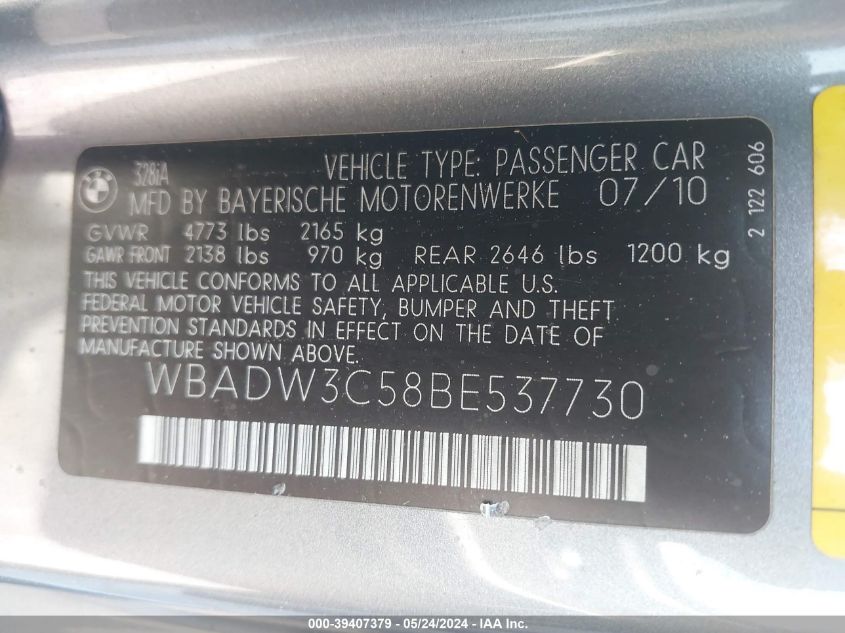 BMW
328iA VEHICLE TYPE: PASSENGER CAR
MFD BY BAYERISCHE MOTORENWERKE 07/10
GVWR 4773 lbs 2165 kg
GAWR FRONT 2138 lbs 970 kg REAR 2646 lbs 1200 kg
THIS VEHICLE CONFORMS TO ALL APPLICABLE U.S.
FEDERAL MOTOR VEHICLE SAFETY, BUMPER AND THEFT
PREVENTION STANDARDS IN EFFECT ON THE DATE OF
MANUFACTURE SHOWN ABOVE.
WBADW3C58BE537730
2 122 606
000-39407379 - 05/24/2024 - IAA Inc.